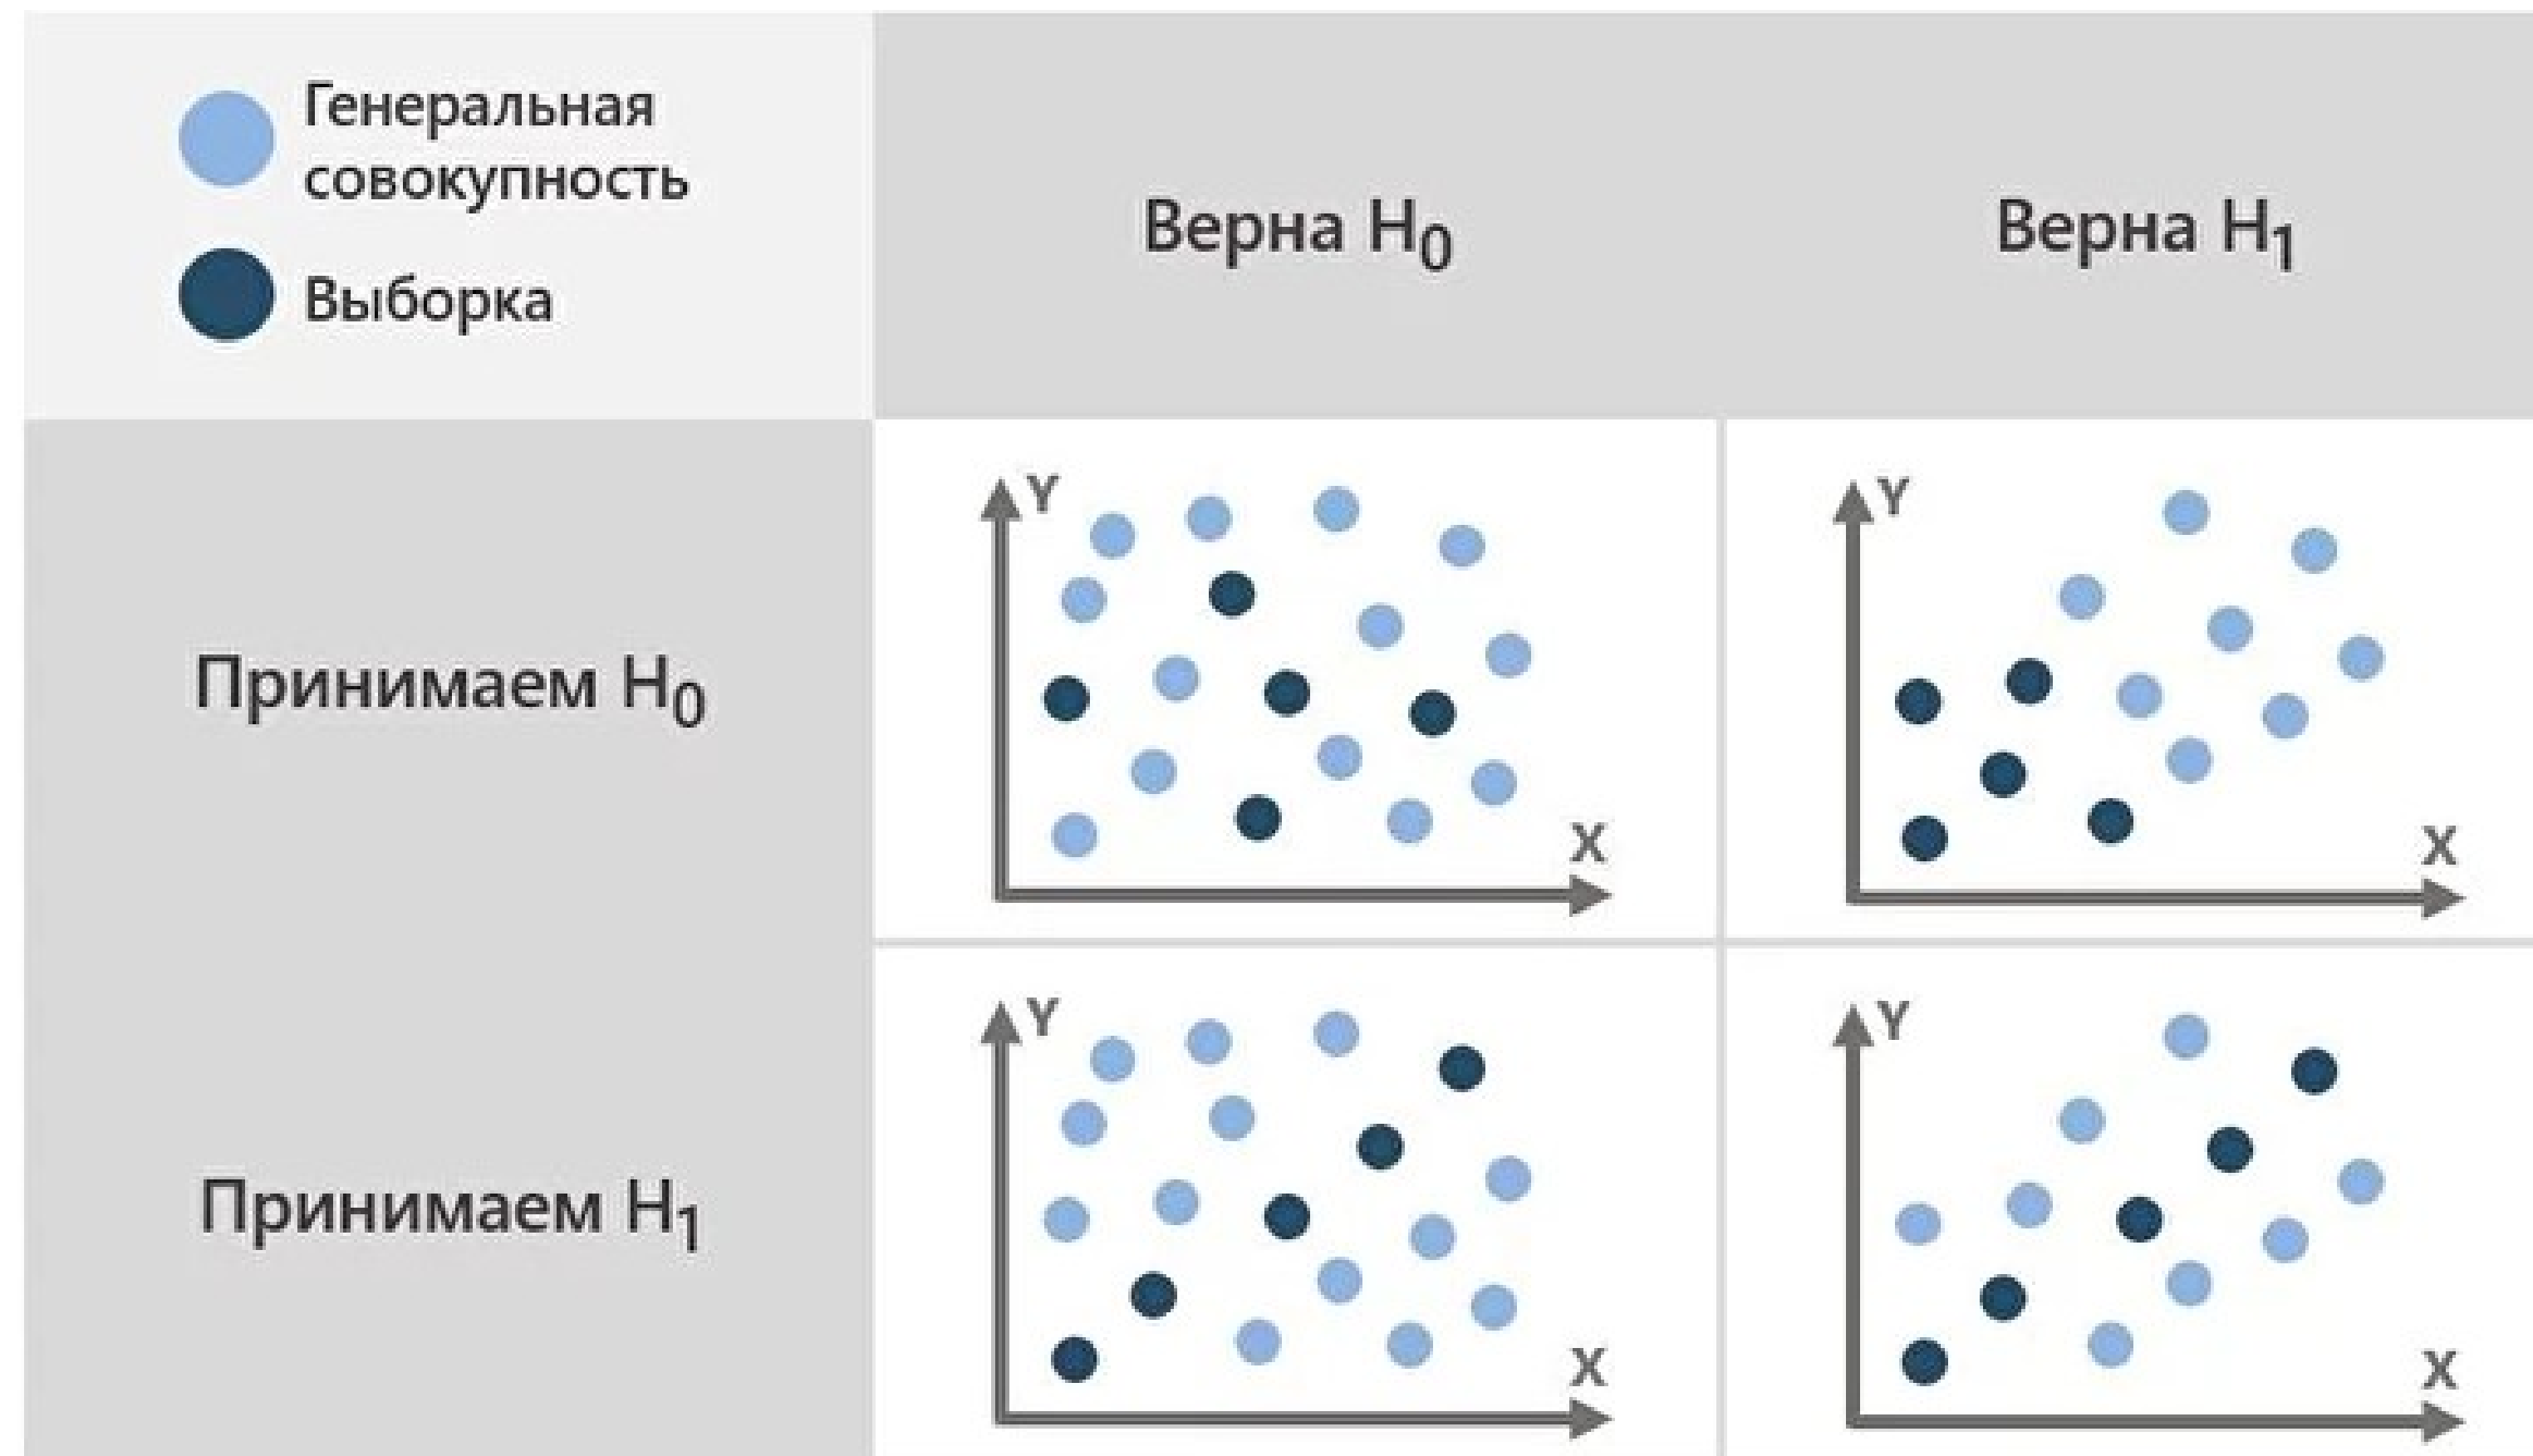 Генеральная
совокупность
Выборка
Верна H₀
Верна H₁
Принимаем H₀
Y
X
Y
X
Принимаем H₁
Y
X
Y
X